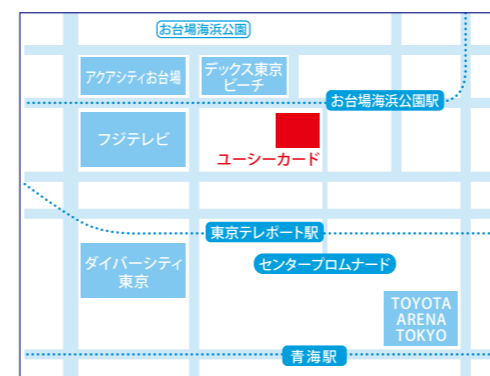 お台場海浜公園
アクアシティお台場
デックス東京
ビーチ
お台場海浜公園駅
フジテレビ
ユーシーカード
東京テレポート駅
ダイバーシティ
東京
センタープロムナード
TOYOTA
ARENA
TOKYO
青海駅